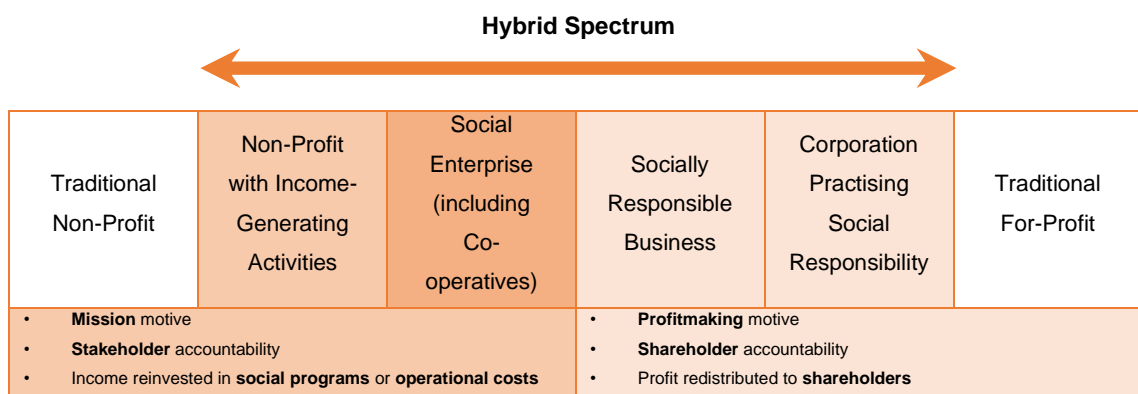 Hybrid Spectrum
Traditional
Non-Profit
Non-Profit
with Income-
Generating
Activities
Social
Enterprise
(including
Co-
operatives)
Socially
Responsible
Business
Corporation
Practising
Social
Responsibility
Traditional
For-Profit
• Mission motive
• Stakeholder accountability
• Income reinvested in social programs or operational costs
• Profitmaking motive
• Shareholder accountability
• Profit redistributed to shareholders